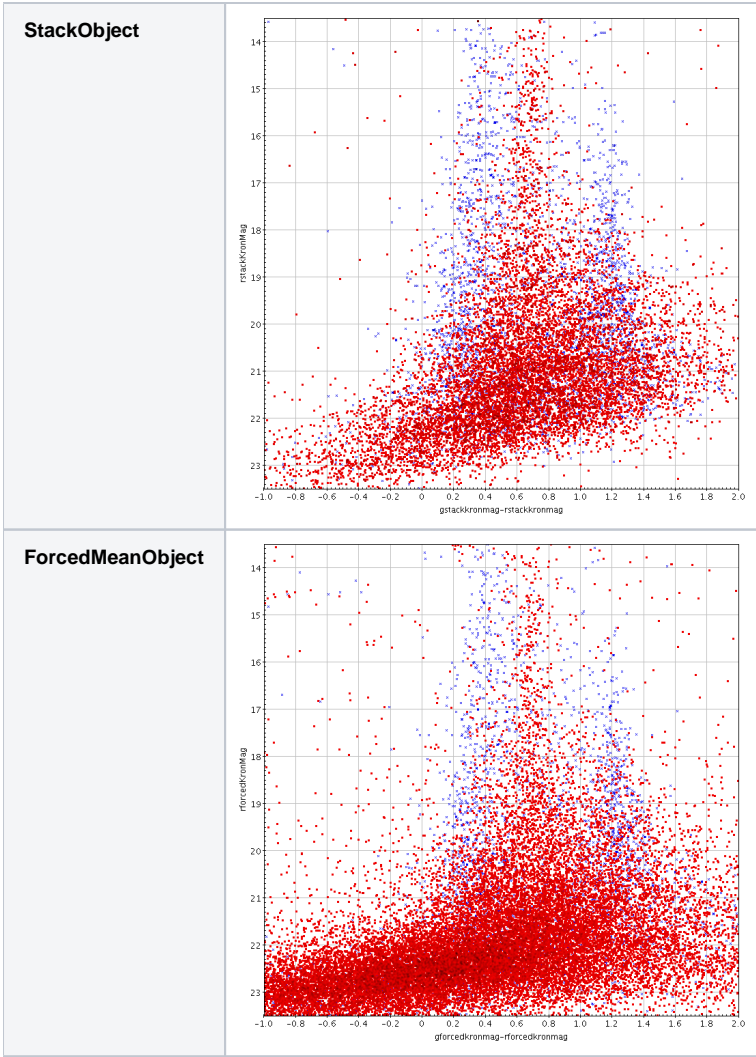 StackObject
14
15
16
17
18
19
20
21
22
23
rstackKronMag
-1.0 -0.8 -0.6 -0.4 -0.2 0 0.2 0.4 0.6 0.8 1.0 1.2 1.4 1.6 1.8 2.0
gstackkronmag-rstackkronmag
ForcedMeanObject
14
15
16
17
18
19
20
21
22
23
rforcedKronMag
-1.0 -0.8 -0.6 -0.4 -0.2 0 0.2 0.4 0.6 0.8 1.0 1.2 1.4 1.6 1.8 2.0
gforcedkronmag-rforcedkronmag